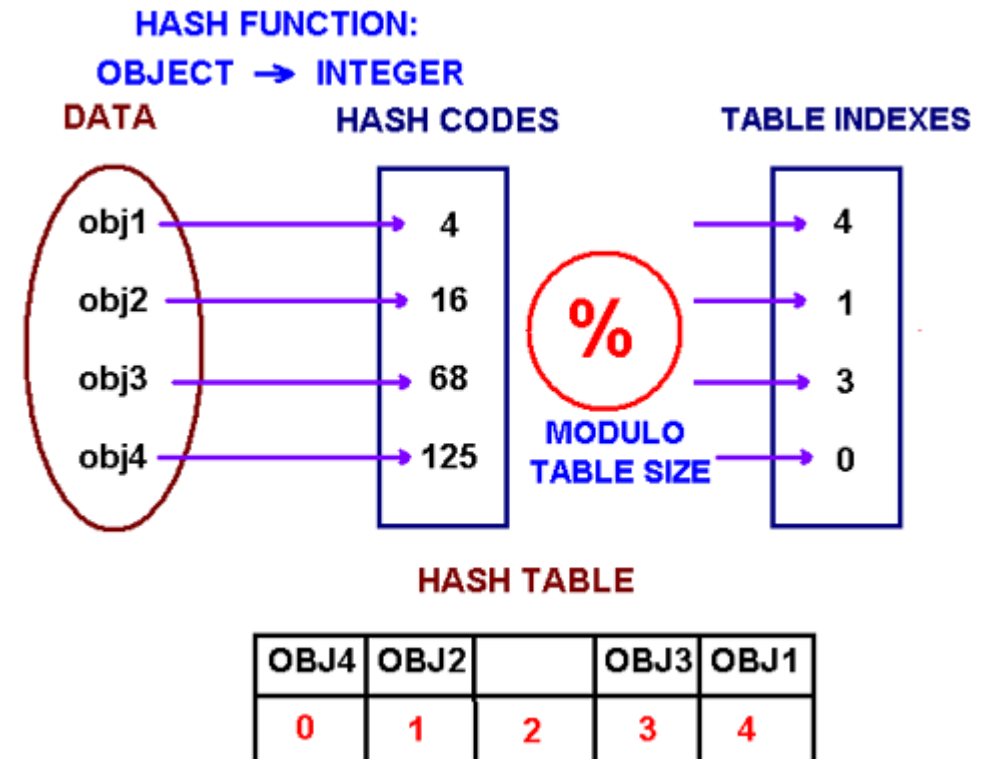 HASH FUNCTION:
OBJECT → INTEGER
DATA HASH CODES TABLE INDEXES
obj1 4 4
obj2 16 % 1
obj3 68 3
MODULO
obj4 125 TABLE SIZE 0
HASH TABLE
OBJ4 OBJ2 OBJ3 OBJ1
0 1 2 3 4